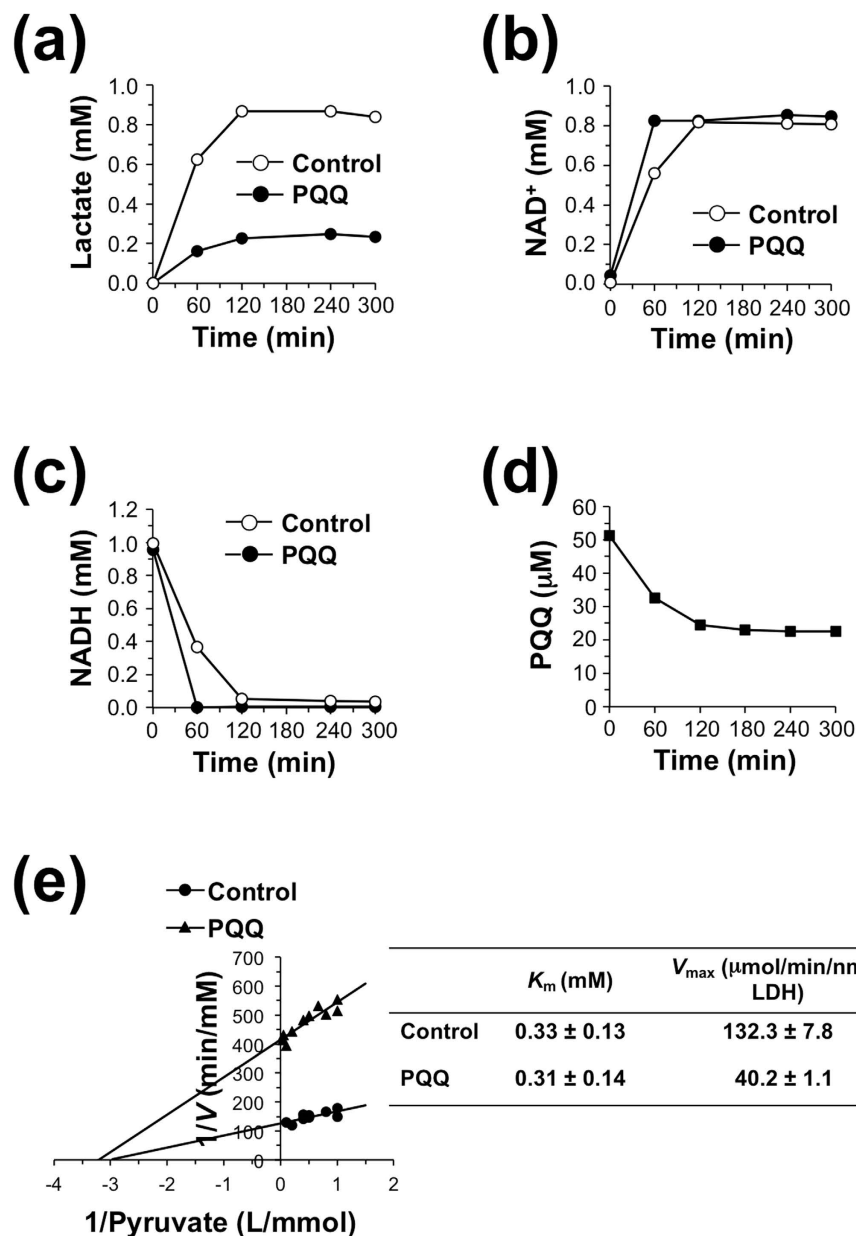 (a)
Lactate (mM)
1.0
0.8
0.6
0.4
0.2
0.0
Control
PQQ
0 60 120 180 240 300
Time (min)
(b)
NAD+ (mM)
1.0
0.8
0.6
0.4
0.2
0.0
Control
PQQ
0 60 120 180 240 300
Time (min)
(c)
NADH (mM)
1.2
1.0
0.8
0.6
0.4
0.2
0.0
Control
PQQ
0 60 120 180 240 300
Time (min)
(d)
PQQ (μM)
60
50
40
30
20
10
0
0 60 120 180 240 300
Time (min)
(e)
Control
PQQ
1/V (min/mM)
700
600
500
400
300
200
100
0
-4 -3 -2 -1 0 1 2
1/Pyruvate (L/mmol)
Km (mM) Vmax (μmol/min/nm
LDH)
Control 0.33 ± 0.13 132.3 ± 7.8
PQQ 0.31 ± 0.14 40.2 ± 1.1